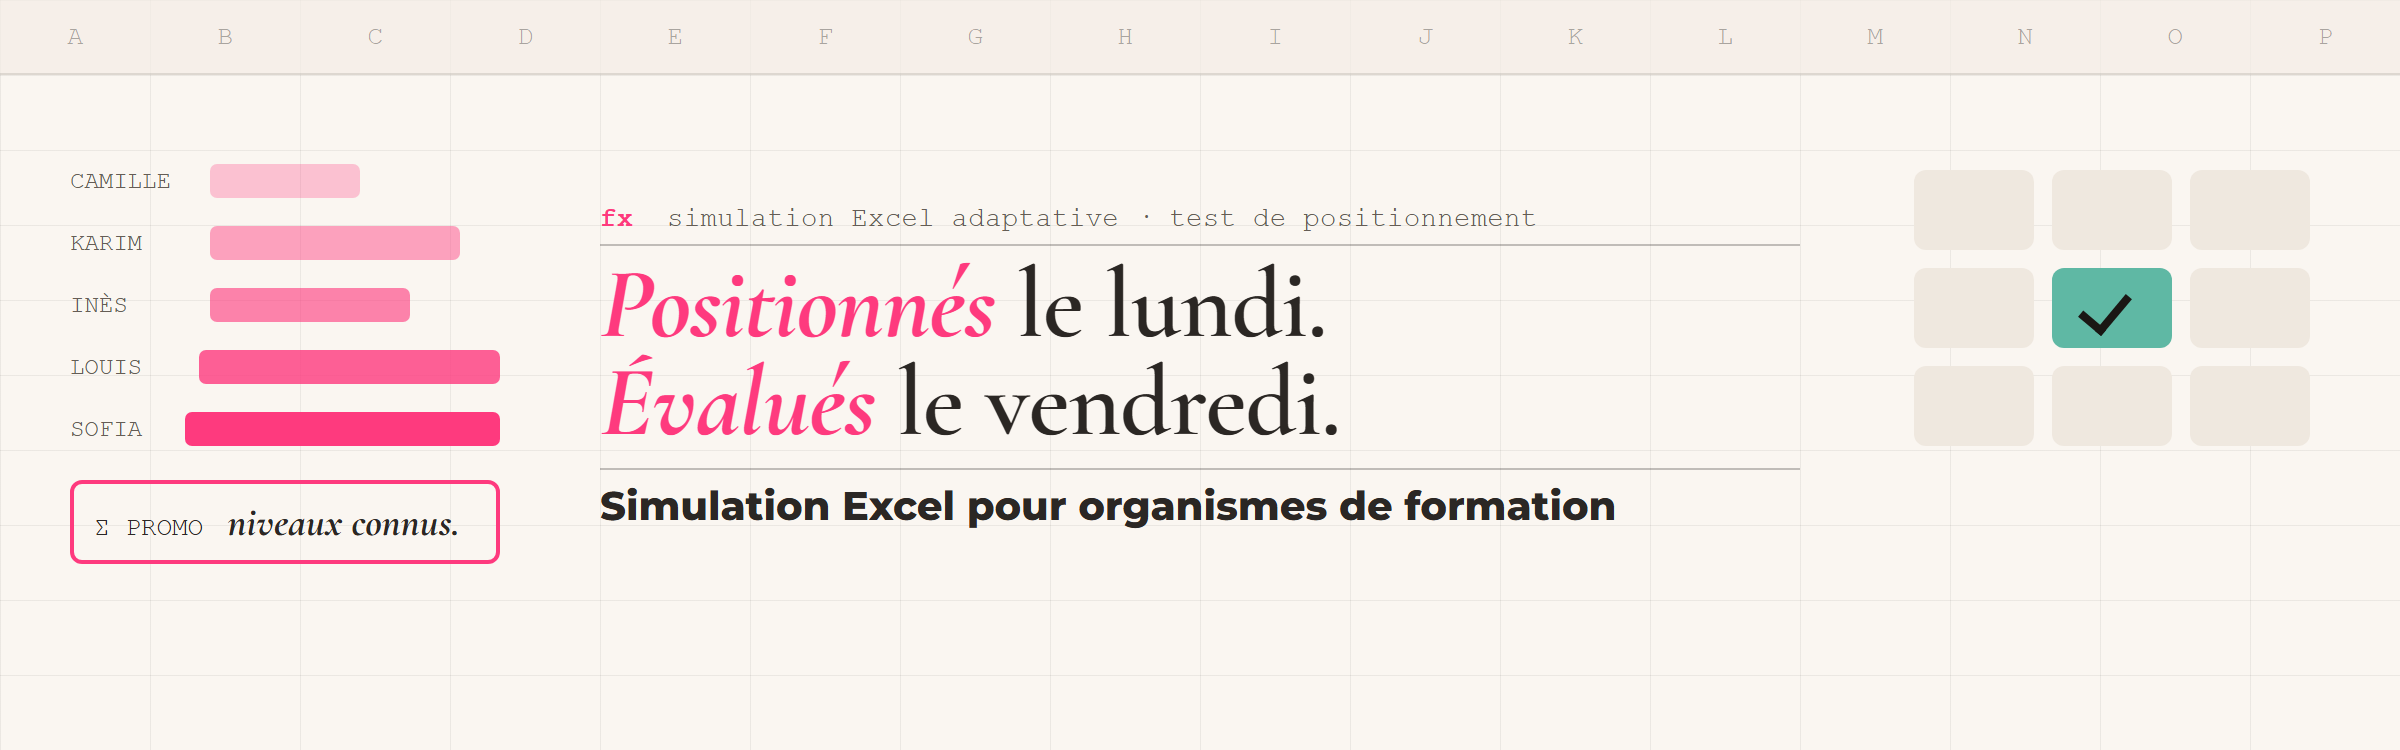 A B C D E F G H I J K L M N O P
CAMILLE
KARIM
INÈS
LOUIS
SOFIA
Σ PROMO niveaux connus.
fx simulation Excel adaptative · test de positionnement
Positionnés le lundi.
Évalués le vendredi.
Simulation Excel pour organismes de formation